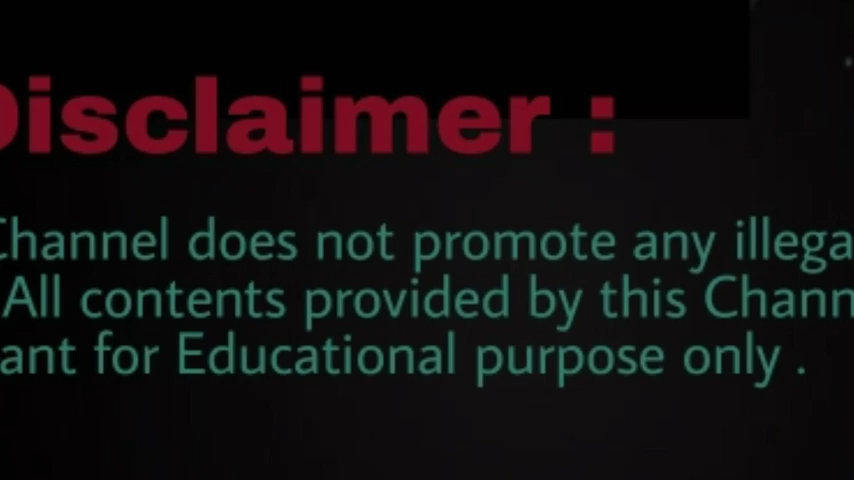 Disclaimer :
Channel does not promote any illega
All contents provided by this Chann
ant for Educational purpose only .